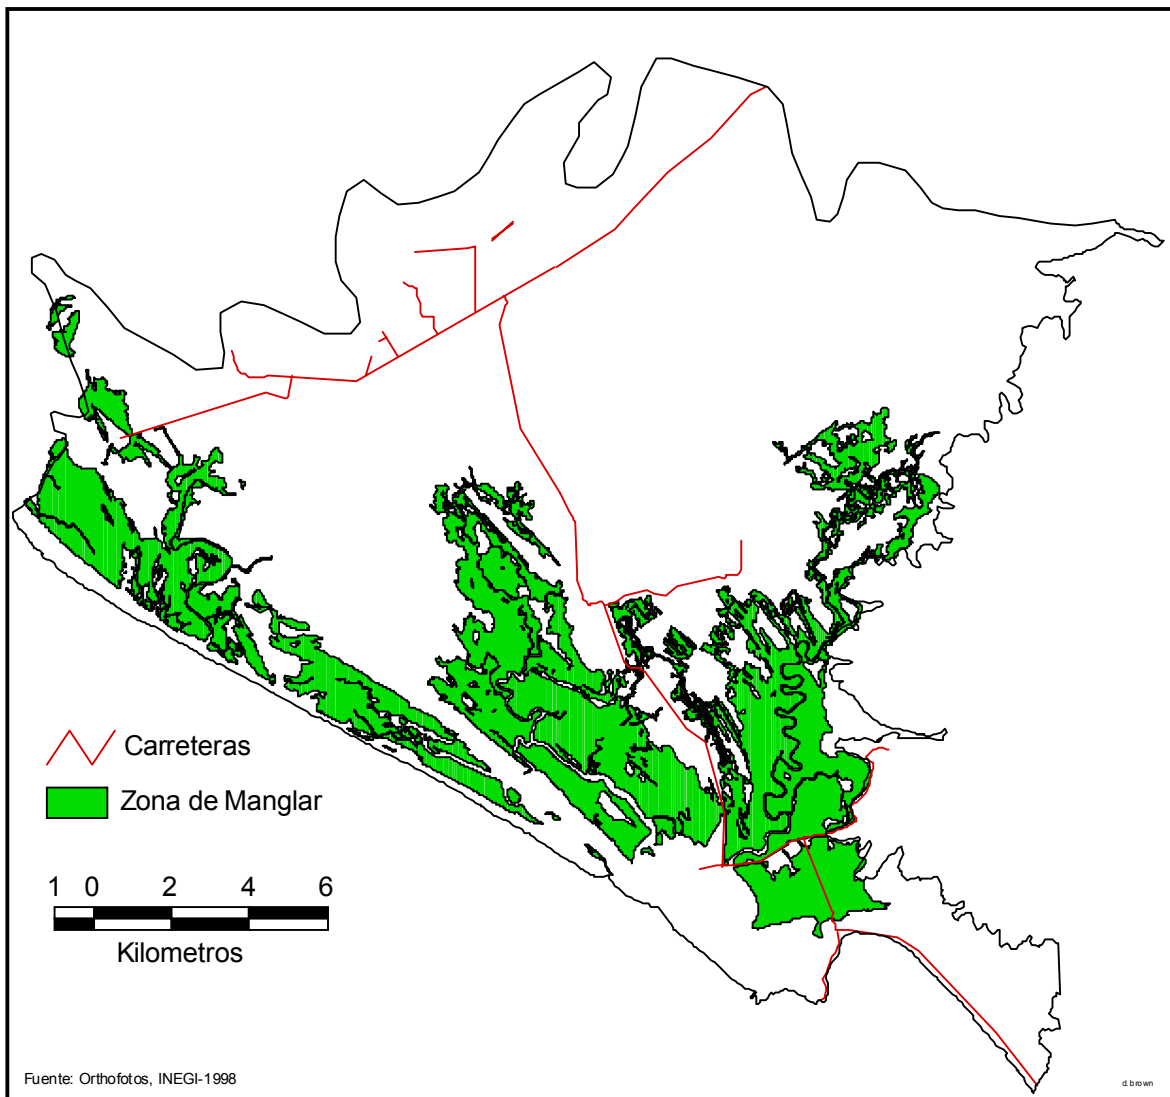 Carreteras
Zona de Manglar
1 0 2 4 6
Kilometros
Fuente: Orthofotos, INEGI-1998
d.brown